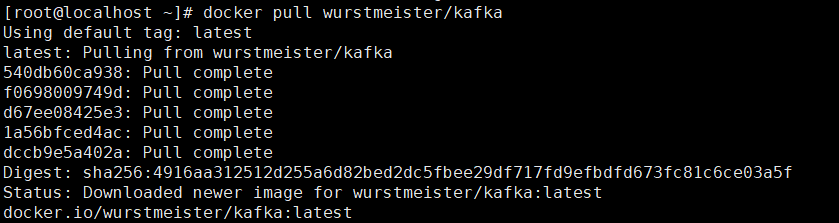 [root@localhost ~]# docker pull wurstmeister/kafka
Using default tag: latest
latest: Pulling from wurstmeister/kafka
540db60ca938: Pull complete
f0698009749d: Pull complete
d67ee08425e3: Pull complete
1a56bfced4ac: Pull complete
dccb9e5a402a: Pull complete
Digest: sha256:4916aa312512d255a6d82bed2dc5fbee29df717fd9efbdfd673fc81c6ce03a5f
Status: Downloaded newer image for wurstmeister/kafka:latest
docker.io/wurstmeister/kafka:latest